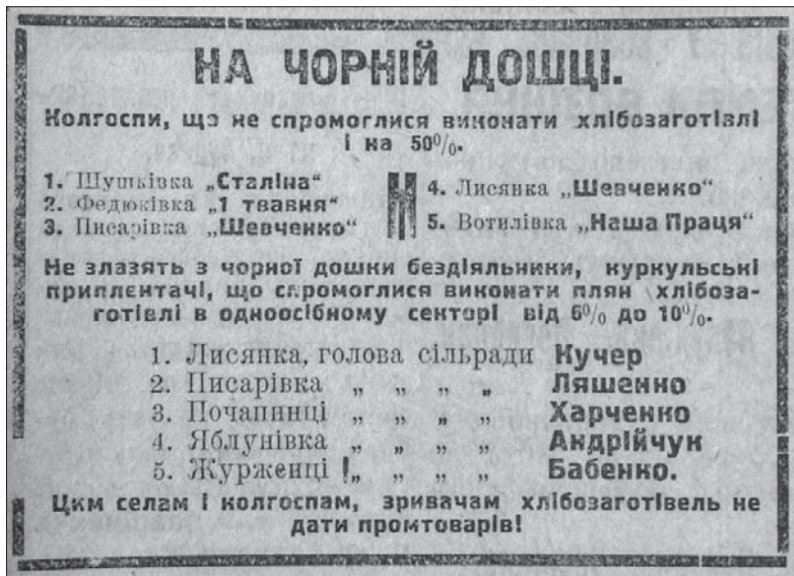 НА ЧОРНІЙ ДОШЦІ.
Колгоспи, що не спромоглися виконати хлібозаготівлі
і на 50%.
1. Шушківка „Сталіна“
2. Федюківка „1 твавня“
3. Писарівка „Шевченко“
4. Лисянка „Шевченко“
5. Вотилівка „Наша Праця“
Не злазять з чорної дошки бездіяльники, куркульські
приплентачі, що спромоглися виконати плян хлібоза-
готівлі в одноосібному секторі від 6% до 10%.
1. Лисянка, голова сільради Кучер
2. Писарівка „ „ „ „ Ляшенко
3. Почапинці „ „ „ „ Харченко
4. Яблунівка „ „ „ „ Андрійчук
5. Журженці !„ „ „ „ Бабенко.
Цим селам і колгоспам, зривачам хлібозаготівель не
дати промтоварів!